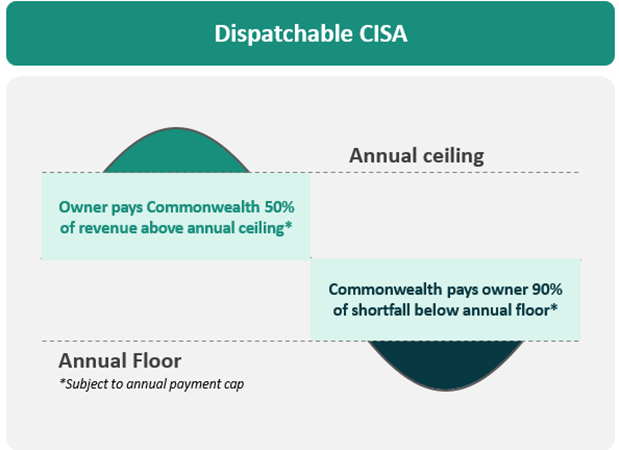 Dispatchable CISA
Annual ceiling
Owner pays Commonwealth 50%
of revenue above annual ceiling*
Commonwealth pays owner 90%
of shortfall below annual floor*
Annual Floor
*Subject to annual payment cap